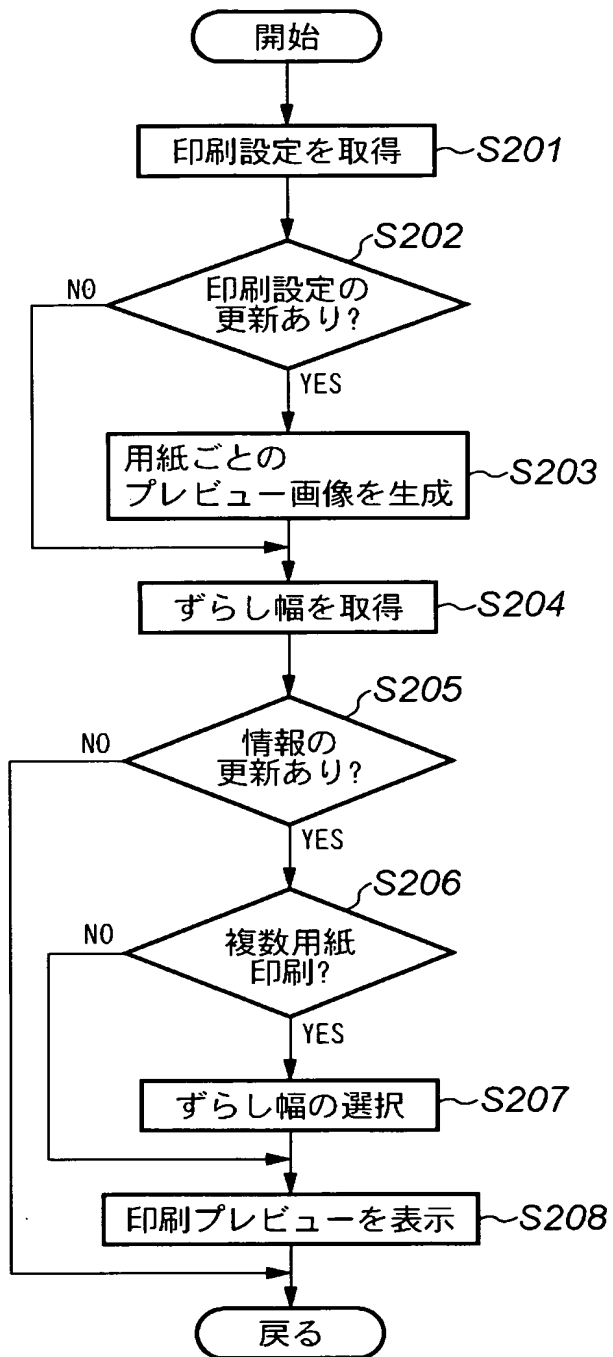 開始
印刷設定を取得
S201
S202
印刷設定の
更新あり?
NO
YES
用紙ごとの
プレビュー画像を生成
S203
ずらし幅を取得
S204
S205
情報の
更新あり?
NO
YES
S206
複数用紙
印刷?
NO
YES
ずらし幅の選択
S207
印刷プレビューを表示
S208
戻る